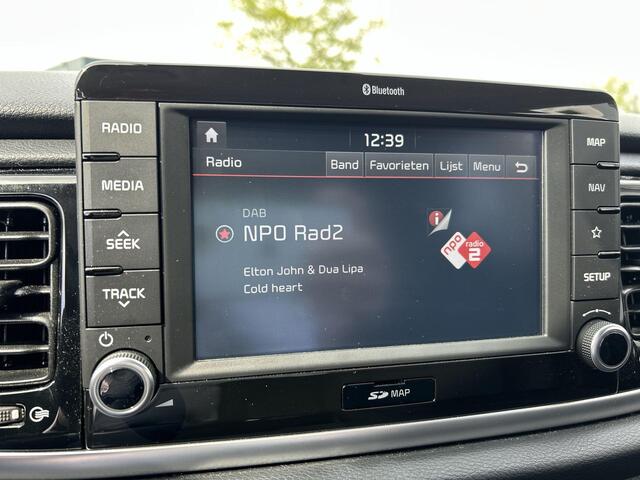 Bluetooth
RADIO
MEDIA
SEEK
TRACK
12:39
Radio Band Favorieten Lijst Menu
DAB
NPO Rad2
Elton John & Dua Lipa
Cold heart
i
npo radio
2
MAP
NAV
SETUP
SD MAP